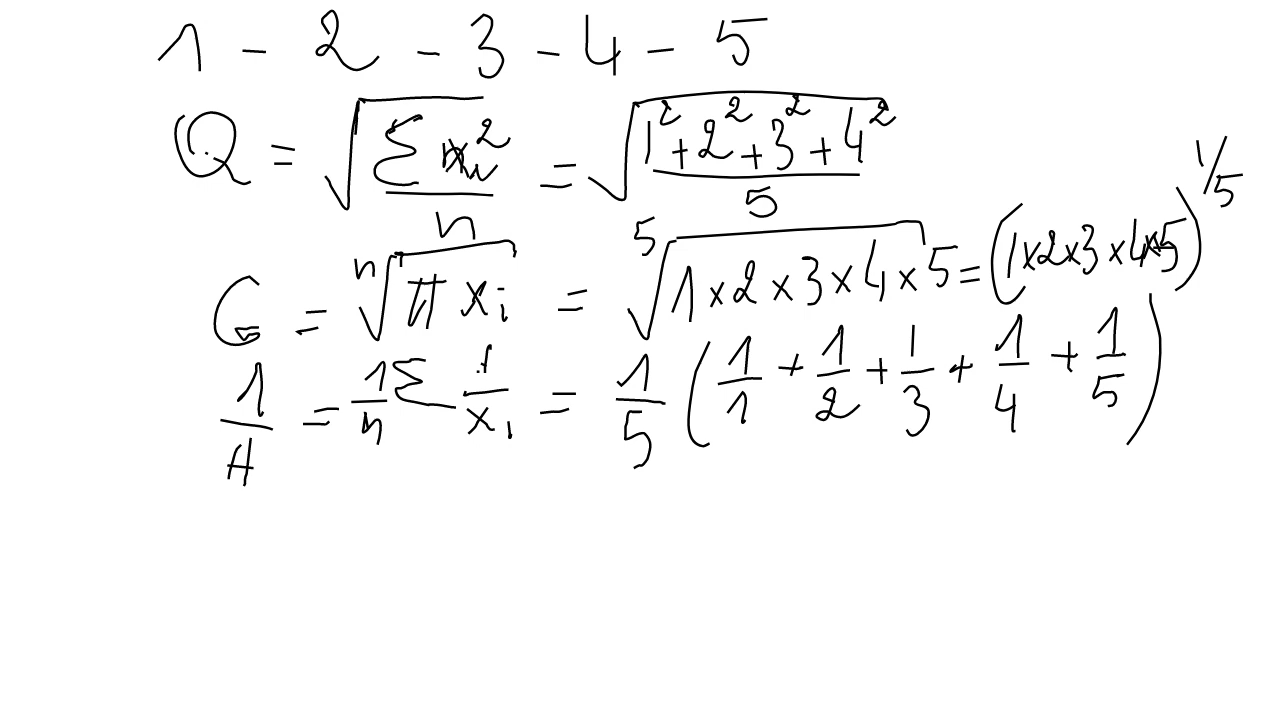 1 - 2 - 3 - 4 - 5
Q = √(Σ xᵢ² / n) = √((1² + 2² + 3² + 4²) / 5)
G = ⁿ√(π xᵢ) = ⁵√(1 × 2 × 3 × 4 × 5) = (1 × 2 × 3 × 4 × 5)^(1/5)
1/H = 1/n Σ 1/xᵢ = 1/5 (1/1 + 1/2 + 1/3 + 1/4 + 1/5)